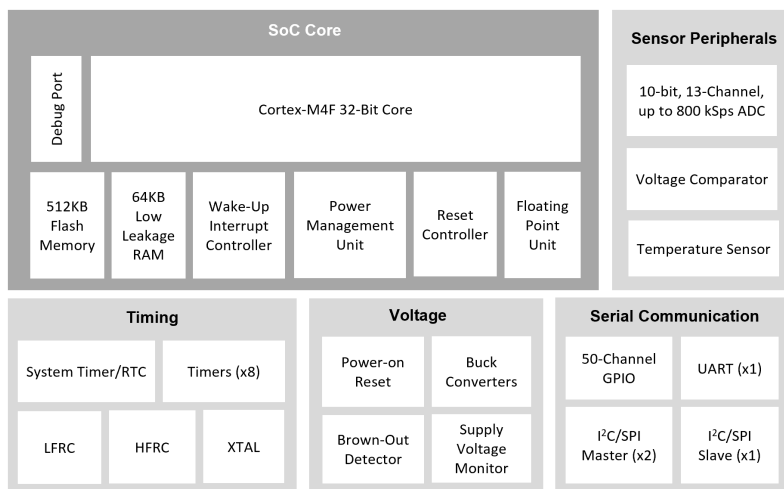 SoC Core
Debug Port
Cortex-M4F 32-Bit Core
512KB
Flash
Memory
64KB
Low
Leakage
RAM
Wake-Up
Interrupt
Controller
Power
Management
Unit
Reset
Controller
Floating
Point
Unit
Sensor Peripherals
10-bit, 13-Channel,
up to 800 kSps ADC
Voltage Comparator
Temperature Sensor
Timing
System Timer/RTC
Timers (x8)
LFRC
HFRC
XTAL
Voltage
Power-on
Reset
Buck
Converters
Brown-Out
Detector
Supply
Voltage
Monitor
Serial Communication
50-Channel
GPIO
UART (x1)
I²C/SPI
Master (x2)
I²C/SPI
Slave (x1)